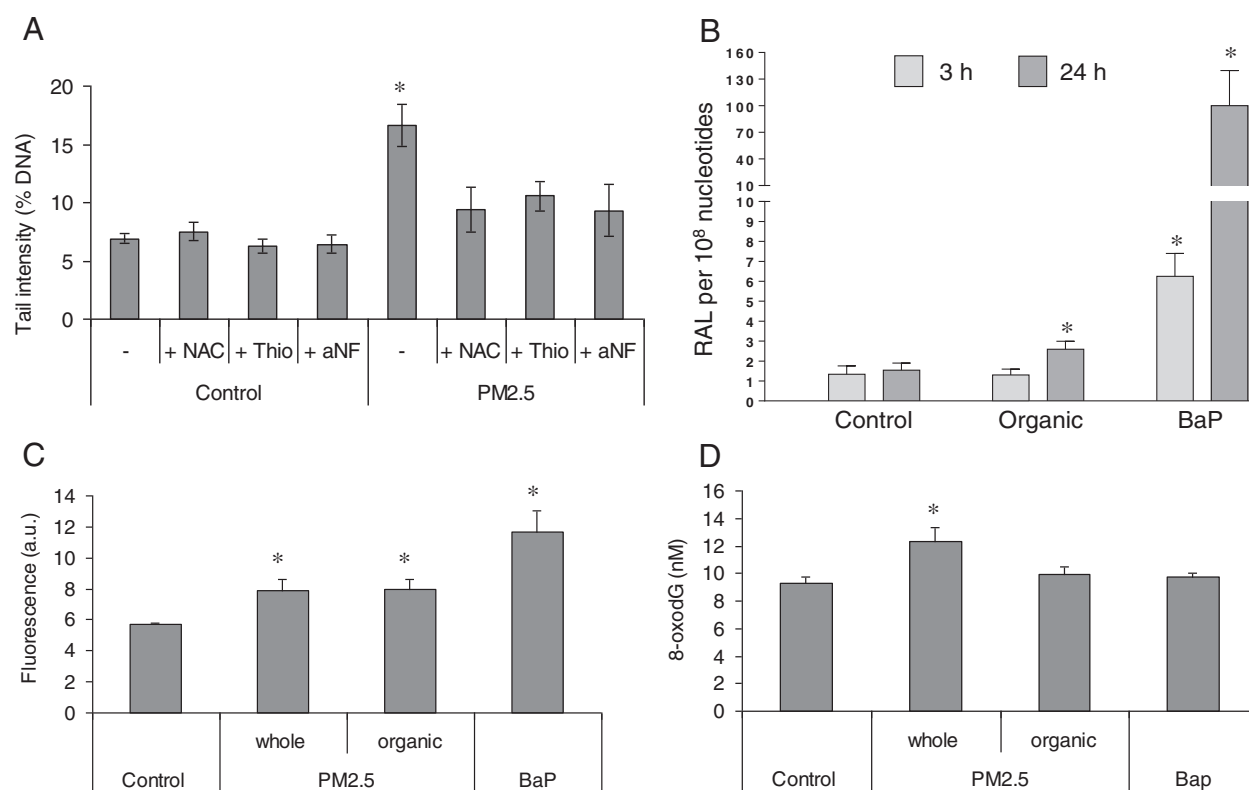 A
Tail intensity (% DNA)
20
15
10
5
0
*
- + NAC + Thio + aNF - + NAC + Thio + aNF
Control PM2.5
B
RAL per 10⁸ nucleotides
160
130
100
70
40
10
10
9
8
7
6
5
4
3
2
1
0
3 h 24 h
*
*
*
Control Organic BaP
C
Fluorescence (a.u.)
14
12
10
8
6
4
2
0
* * *
whole organic
Control PM2.5 BaP
D
8-oxodG (nM)
16
14
12
10
8
6
4
2
0
*
whole organic
Control PM2.5 Bap